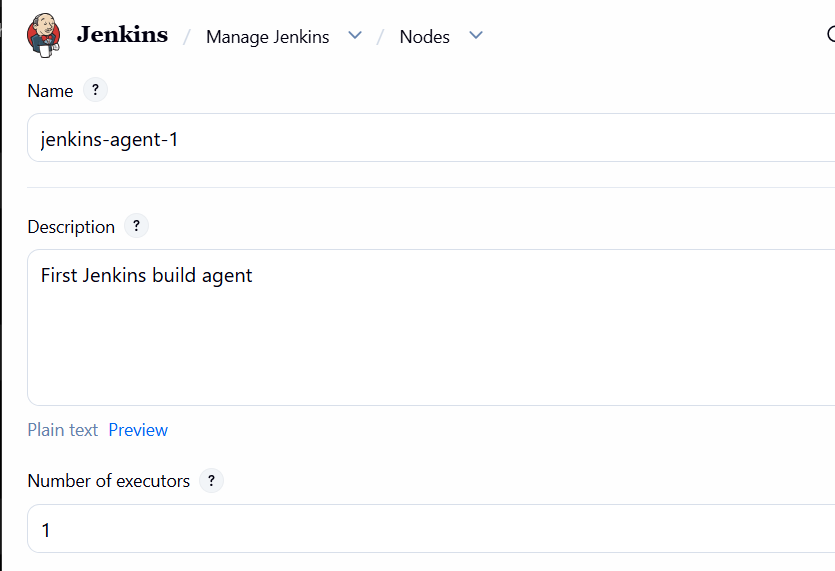 Jenkins / Manage Jenkins / Nodes
Name ?
jenkins-agent-1
Description ?
First Jenkins build agent
Plain text Preview
Number of executors ?
1